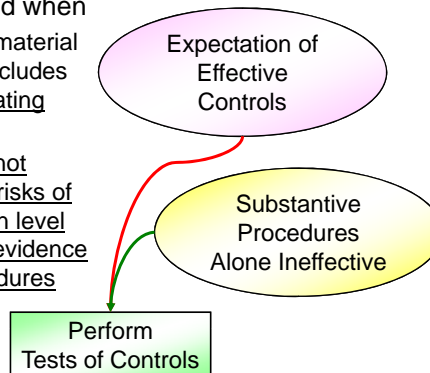 d when
material
cludes
ating
not
risks of
n level
evidence
dures
Expectation of
Effective
Controls
Substantive
Procedures
Alone Ineffective
Perform
Tests of Controls